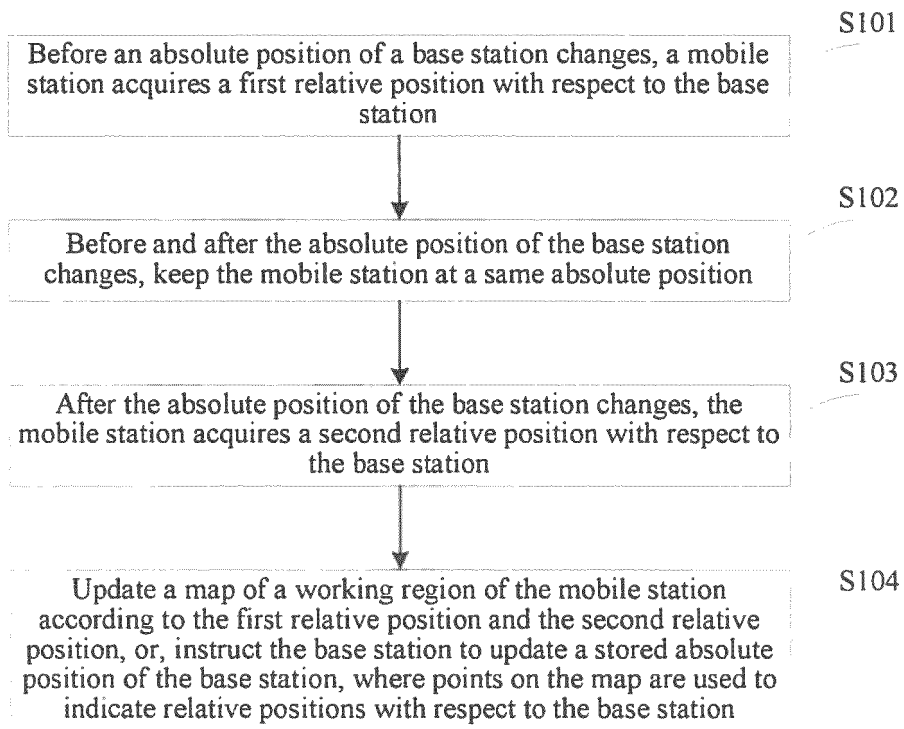 S101
Before an absolute position of a base station changes, a mobile
station acquires a first relative position with respect to the base
station
S102
Before and after the absolute position of the base station
changes, keep the mobile station at a same absolute position
S103
After the absolute position of the base station changes, the
mobile station acquires a second relative position with respect to
the base station
S104
Update a map of a working region of the mobile station
according to the first relative position and the second relative
position, or, instruct the base station to update a stored absolute
position of the base station, where points on the map are used to
indicate relative positions with respect to the base station